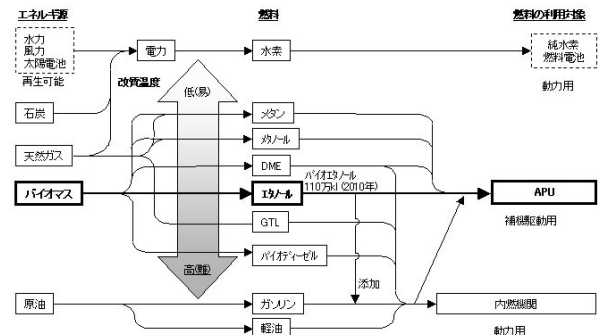 エネルギ源
燃料
燃料の利用対象
水力
風力
太陽電池
再生可能
電力
水素
純水素
燃料電池
動力用
改質温度
低(易)
石炭
メタン
天然ガス
メタノール
DME
バイオマス
エタノール
バイオエタノール
110万kl (2010年)
APU
補機駆動用
GTL
バイオディーゼル
高(難)
添加
原油
ガソリン
内燃機関
軽油
動力用